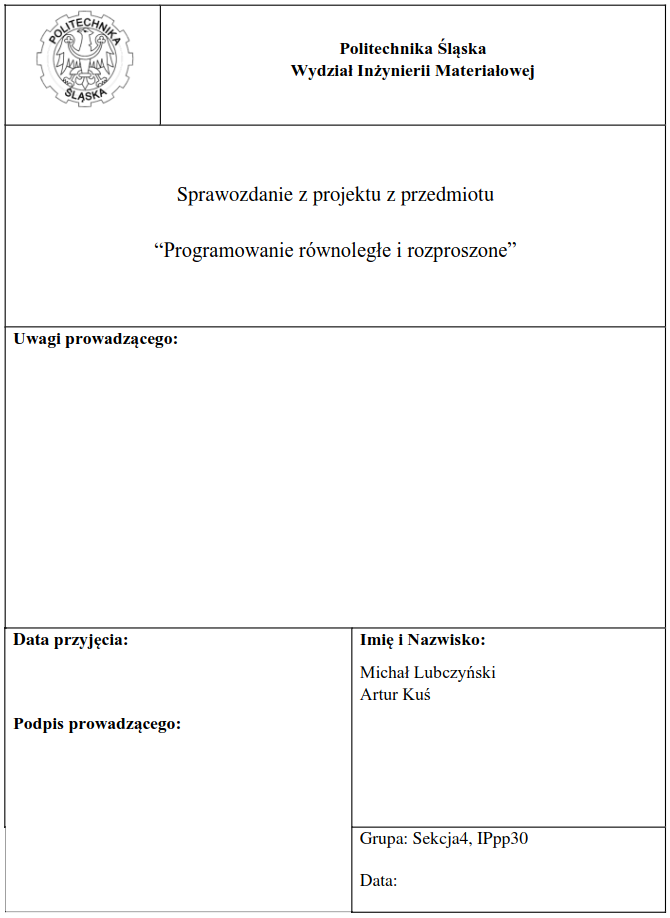 POLITECHNIKA
ŚLĄSKA
Politechnika Śląska
Wydział Inżynierii Materiałowej
Sprawozdanie z projektu z przedmiotu
“Programowanie równoległe i rozproszone”
Uwagi prowadzącego:
Data przyjęcia:
Podpis prowadzącego:
Imię i Nazwisko:
Michał Lubczyński
Artur Kuś
Grupa: Sekcja4, IPpp30
Data: